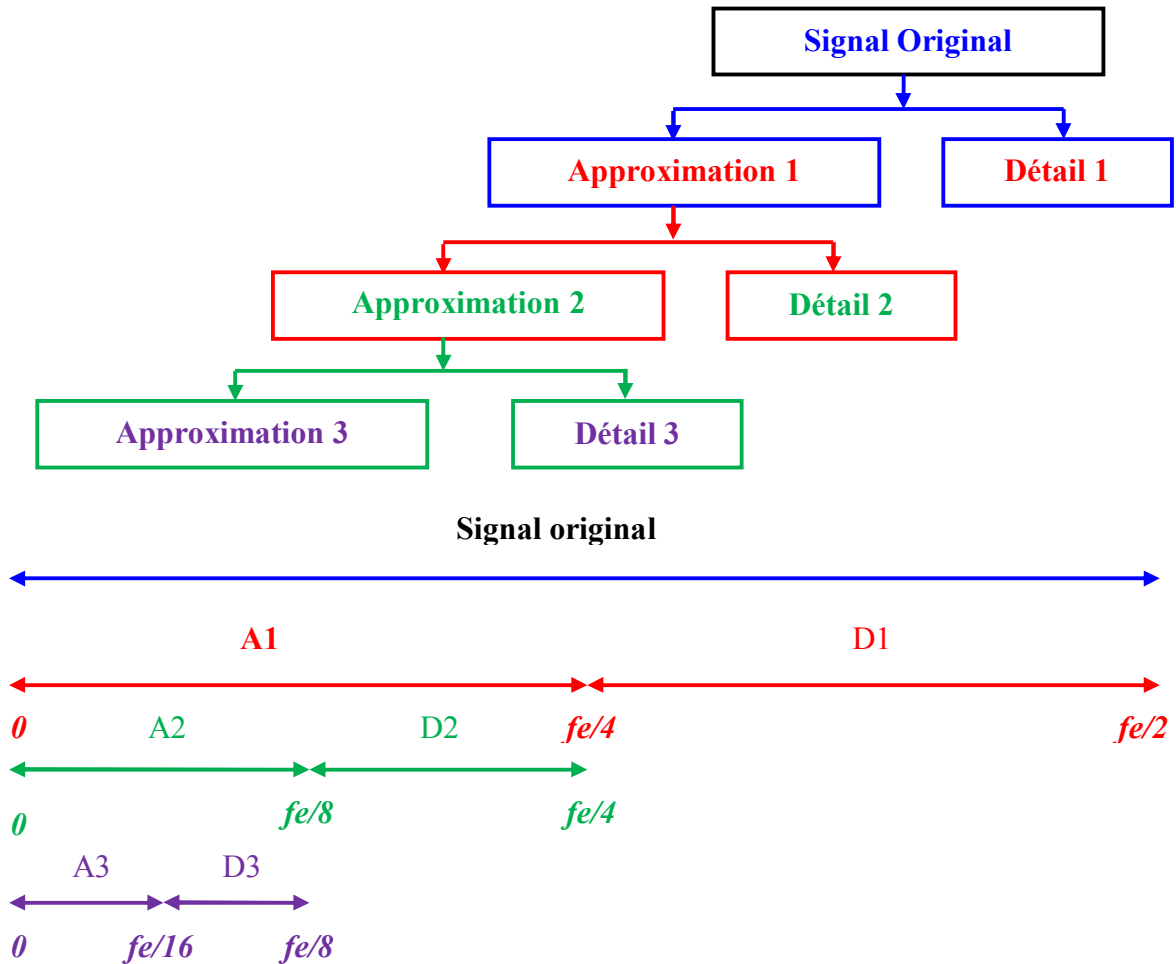 Signal Original
Approximation 1 Détail 1
Approximation 2 Détail 2
Approximation 3 Détail 3
Signal original
A1 D1
0 fe/4 fe/2
A2 D2
0 fe/8 fe/4
A3 D3
0 fe/16 fe/8